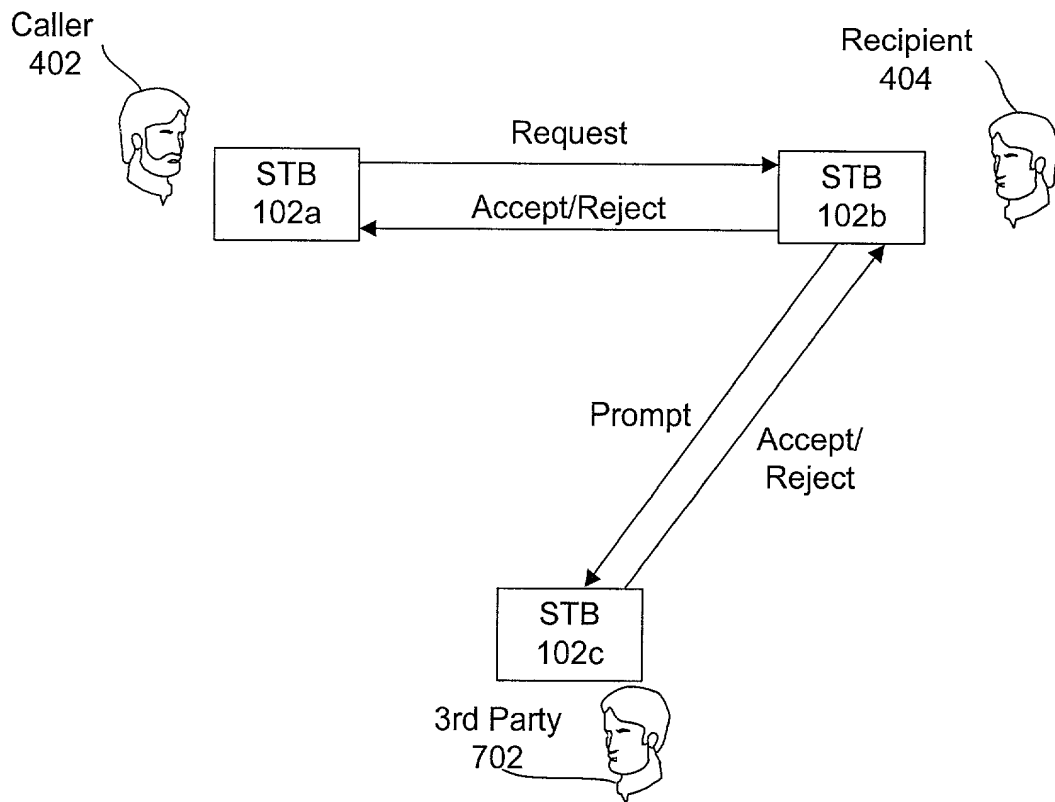 Caller
402
Recipient
404
Request
STB
102a
Accept/Reject
STB
102b
Prompt
Accept/
Reject
STB
102c
3rd Party
702